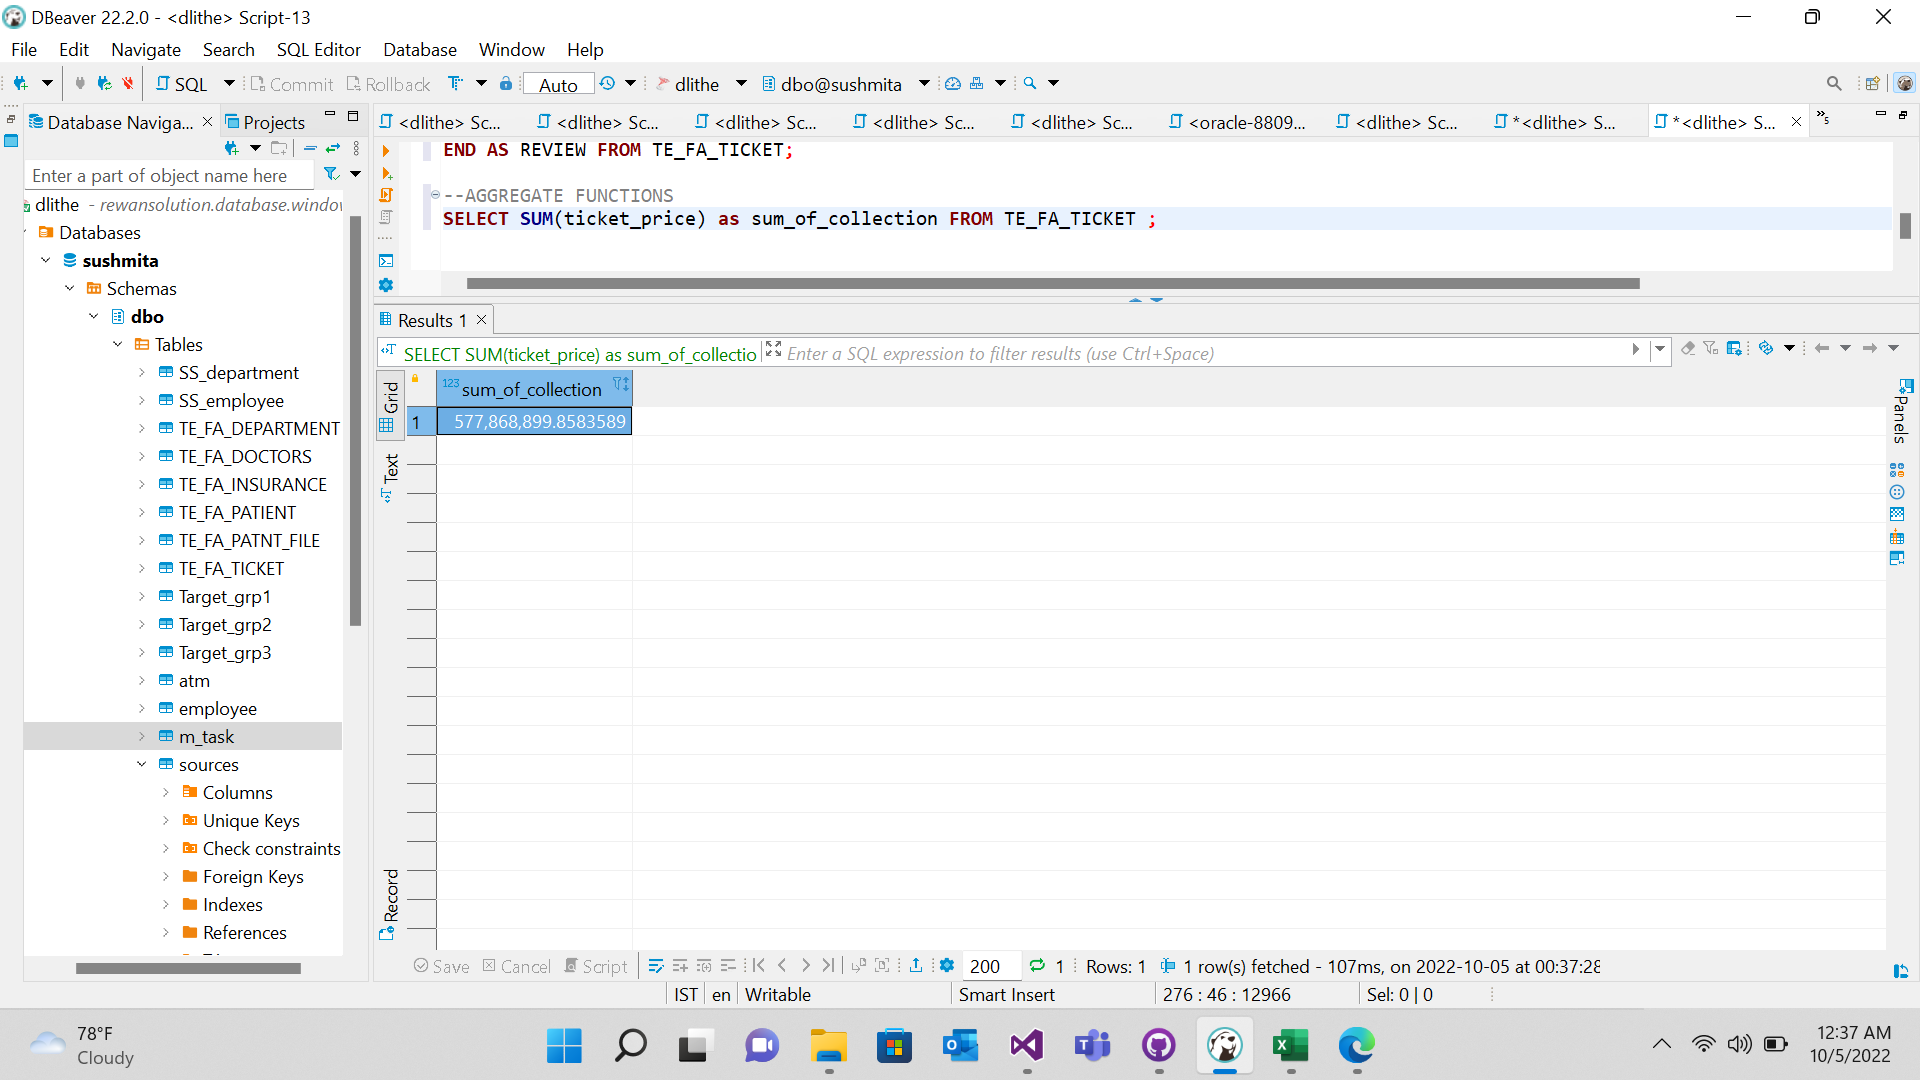 DBeaver 22.2.0 - <dlithe> Script-13
File Edit Navigate Search SQL Editor Database Window Help
SQL Commit Rollback Auto dlithe dbo@sushmita
Database Naviga... Projects
<dlithe> Sc... <dlithe> Sc... <dlithe> Sc... <dlithe> Sc... <dlithe> Sc... <oracle-8809... <dlithe> Sc... *<dlithe> S... *<dlithe> S... »5
Enter a part of object name here
dlithe - rewansolution.database.window
Databases
sushmita
Schemas
dbo
Tables
SS_department
SS_employee
TE_FA_DEPARTMENT
TE_FA_DOCTORS
TE_FA_INSURANCE
TE_FA_PATIENT
TE_FA_PATNT_FILE
TE_FA_TICKET
Target_grp1
Target_grp2
Target_grp3
atm
employee
m_task
sources
Columns
Unique Keys
Check constraints
Foreign Keys
Indexes
References
END AS REVIEW FROM TE_FA_TICKET;
--AGGREGATE FUNCTIONS
SELECT SUM(ticket_price) as sum_of_collection FROM TE_FA_TICKET ;
Results 1
SELECT SUM(ticket_price) as sum_of_collectio Enter a SQL expression to filter results (use Ctrl+Space)
Grid
Text
Record
123 sum_of_collection
1 577,868,899.8583589
Panels
Save Cancel Script 200 1 Rows: 1 1 row(s) fetched - 107ms, on 2022-10-05 at 00:37:28
IST en Writable Smart Insert 276 : 46 : 12966 Sel: 0 | 0
78°F
Cloudy
12:37 AM
10/5/2022